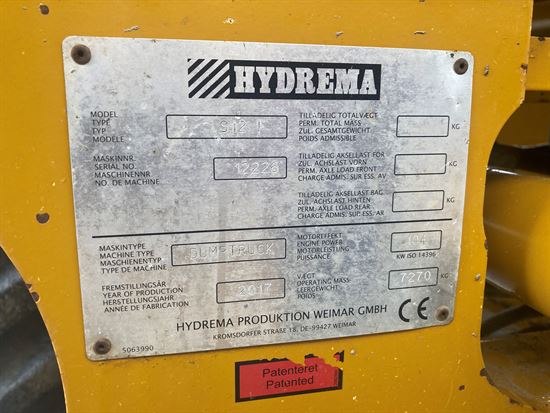 HYDREMA
MODEL
TYPE
TYP
MODELE
MASKINNR.
SERIAL NO.
MASCHINENNR
NO. DE MACHINE
TILLADELIG TOTALVÆGT
PERM. TOTAL MASS
ZUL. GESAMTGEWICHT
POIDS ADMISSIBLE
KG
TILLADELIG AKSELLAST FOR
ZUL. ACHSLAST VORN
PERM. AXLE LOAD FRONT
CHARGE ADMIS. SUR ESS. AV
KG
TILLADELIG AKSELLAST BAG
ZUL. ACHSLAST HINTEN
PERM. AXLE LOAD REAR
CHARGE ADMIS. SUR ESS. AR
KG
MASKINTYPE
MACHINE TYPE
MASCHIENENTYP
TYPE DE MACHINE
DUMPTRUCK
FREMSTILLINGSÅR
YEAR OF PRODUCTION
HERSTELLUNGSJAHR
ANNÉE DE FABRICATION
2017
MOTOREFFEKT
ENGINE POWER
MOTORLEISTUNG
PUISSANCE
KW ISO 14396
VÆGT
OPERATING MASS
LEERGEWICHT
POIDS
7270 KG
HYDREMA PRODUKTION WEIMAR GMBH CE
KROMSDORFER STRAßE 18, DE-99427 WEIMAR
5063990
Patenteret
Patented